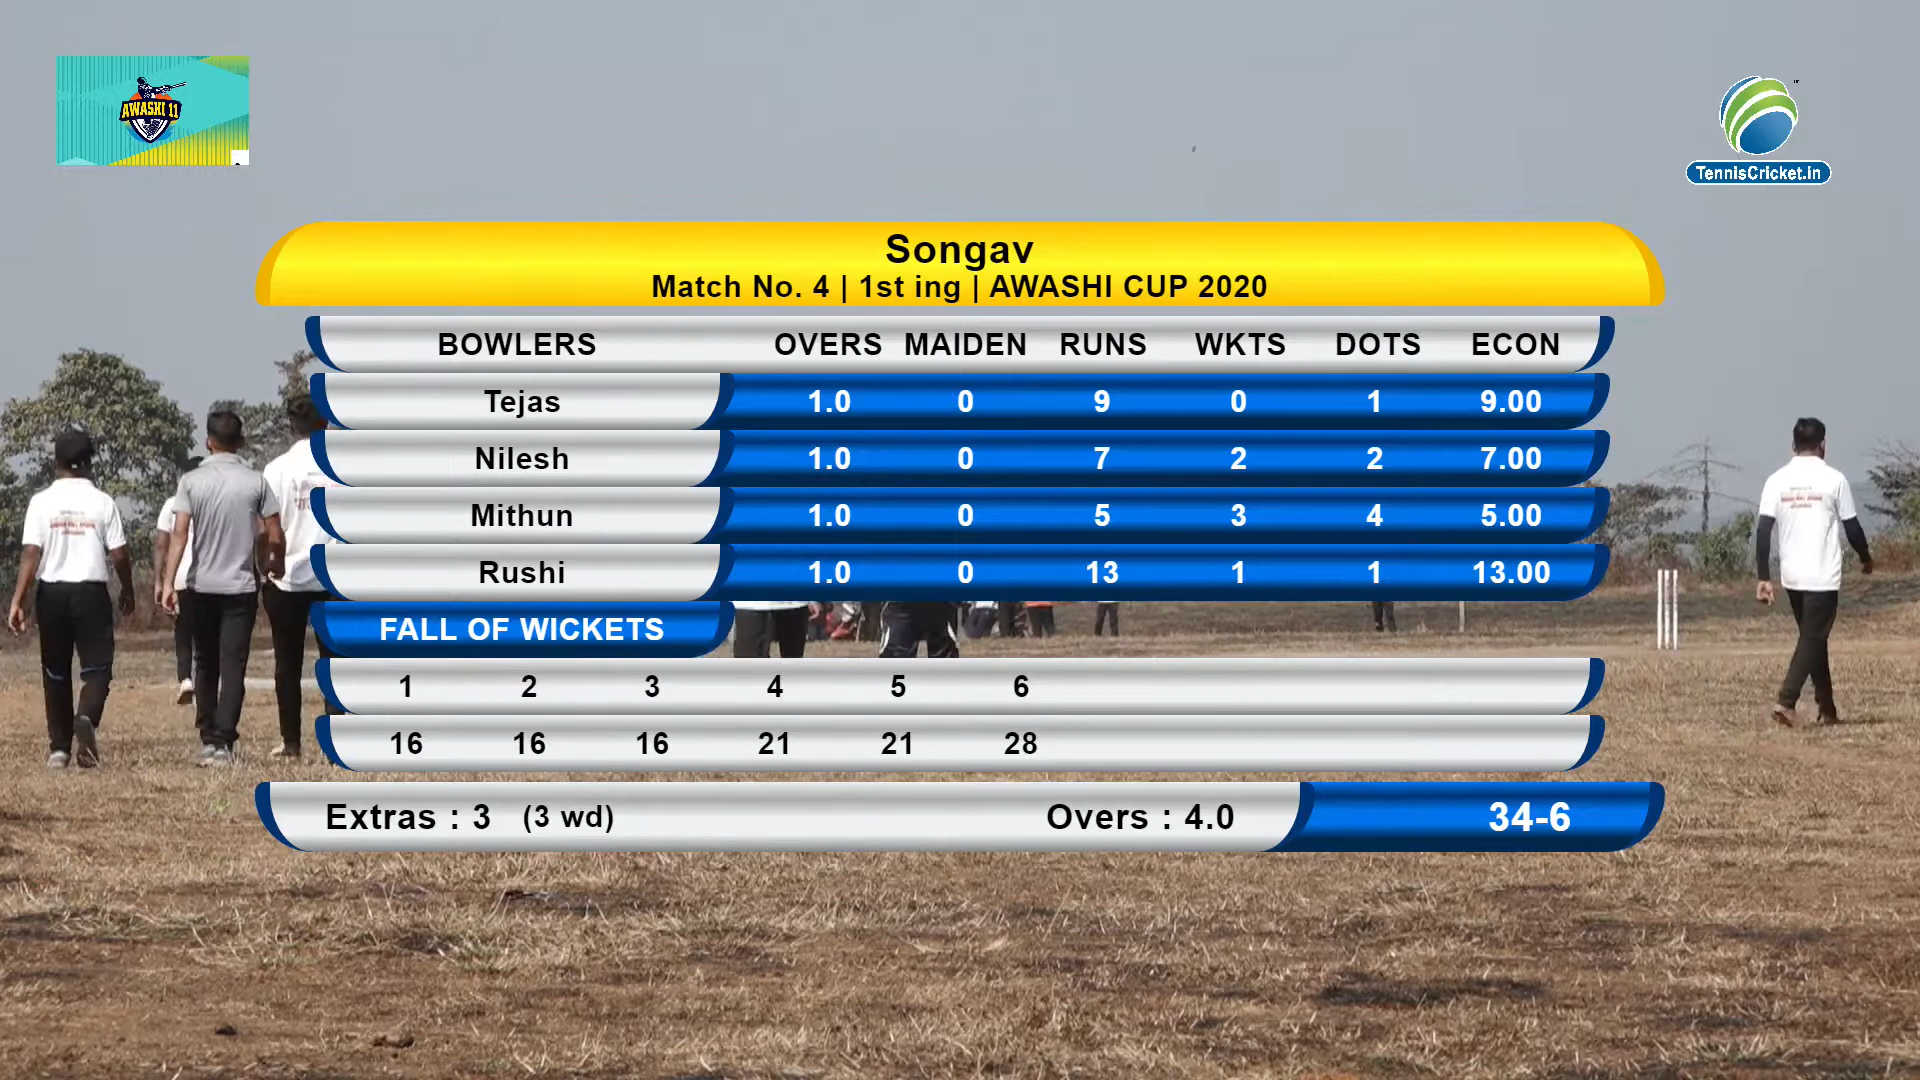 AWASHI 11
TennisCricket.in
Songav
Match No. 4 | 1st ing | AWASHI CUP 2020
BOWLERS OVERS MAIDEN RUNS WKTS DOTS ECON
Tejas 1.0 0 9 0 1 9.00
Nilesh 1.0 0 7 2 2 7.00
Mithun 1.0 0 5 3 4 5.00
Rushi 1.0 0 13 1 1 13.00
FALL OF WICKETS
1 2 3 4 5 6
16 16 16 21 21 28
Extras : 3 (3 wd) Overs : 4.0 34-6